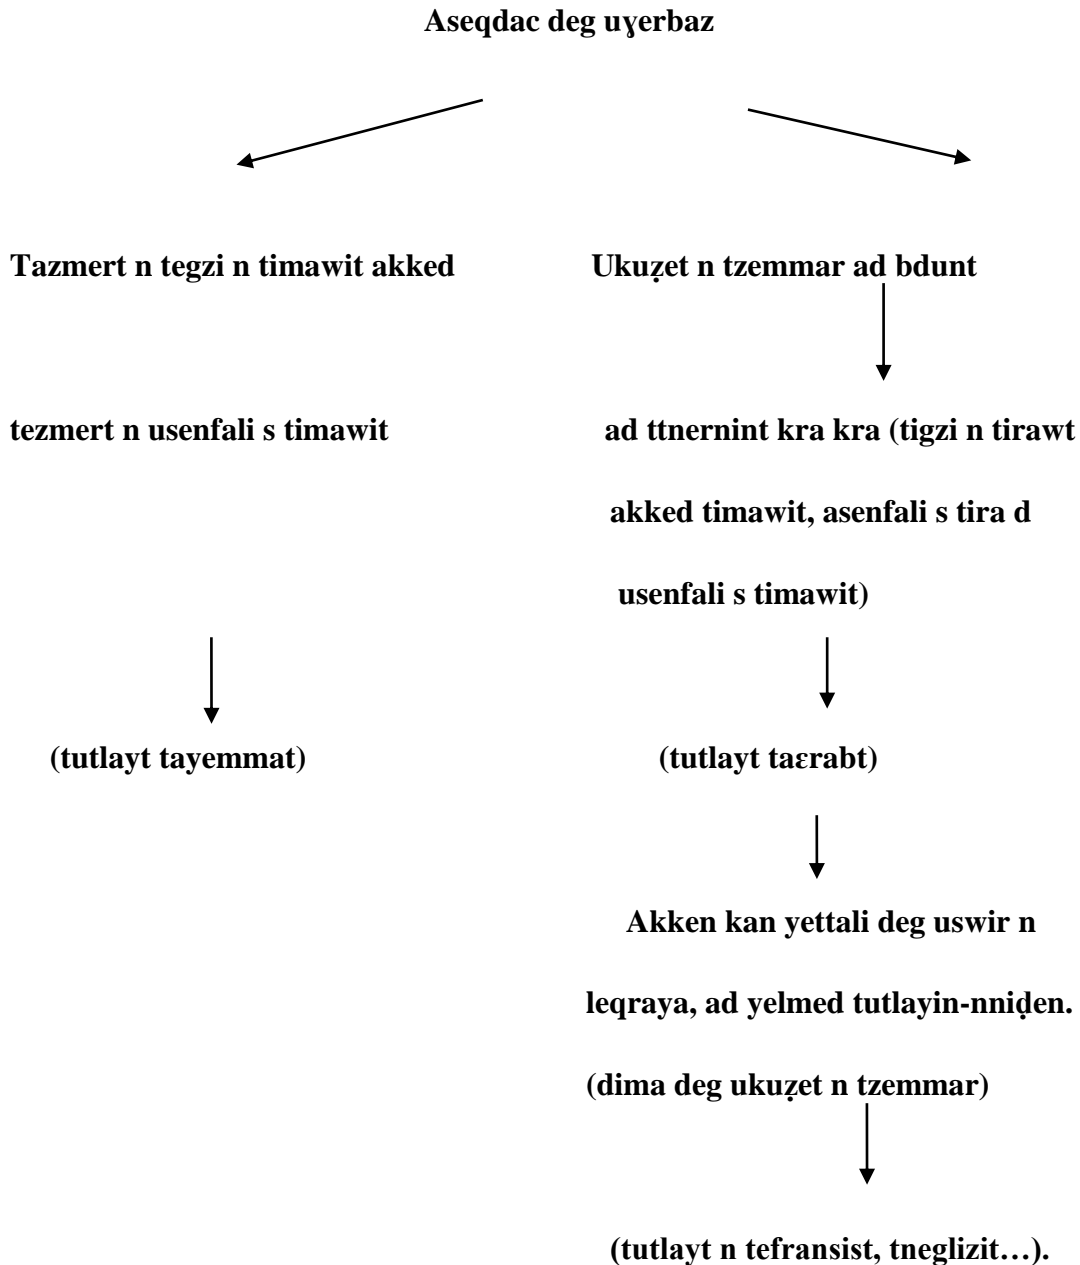 Aseqdac deg uɣerbaz
Tazmert n tegzi n timawit akked
tezmert n usenfali s timawit
(tutlayt tayemmat)
Ukuẓet n tzemmar ad bdunt
ad ttnernint kra kra (tigzi n tirawt
akked timawit, asenfali s tira d
usenfali s timawit)
(tutlayt taɛrabt)
Akken kan yettali deg uswir n
leqraya, ad yelmed tutlayin-nniḍen.
(dima deg ukuẓet n tzemmar)
(tutlayt n tefransist, tneglizit…).